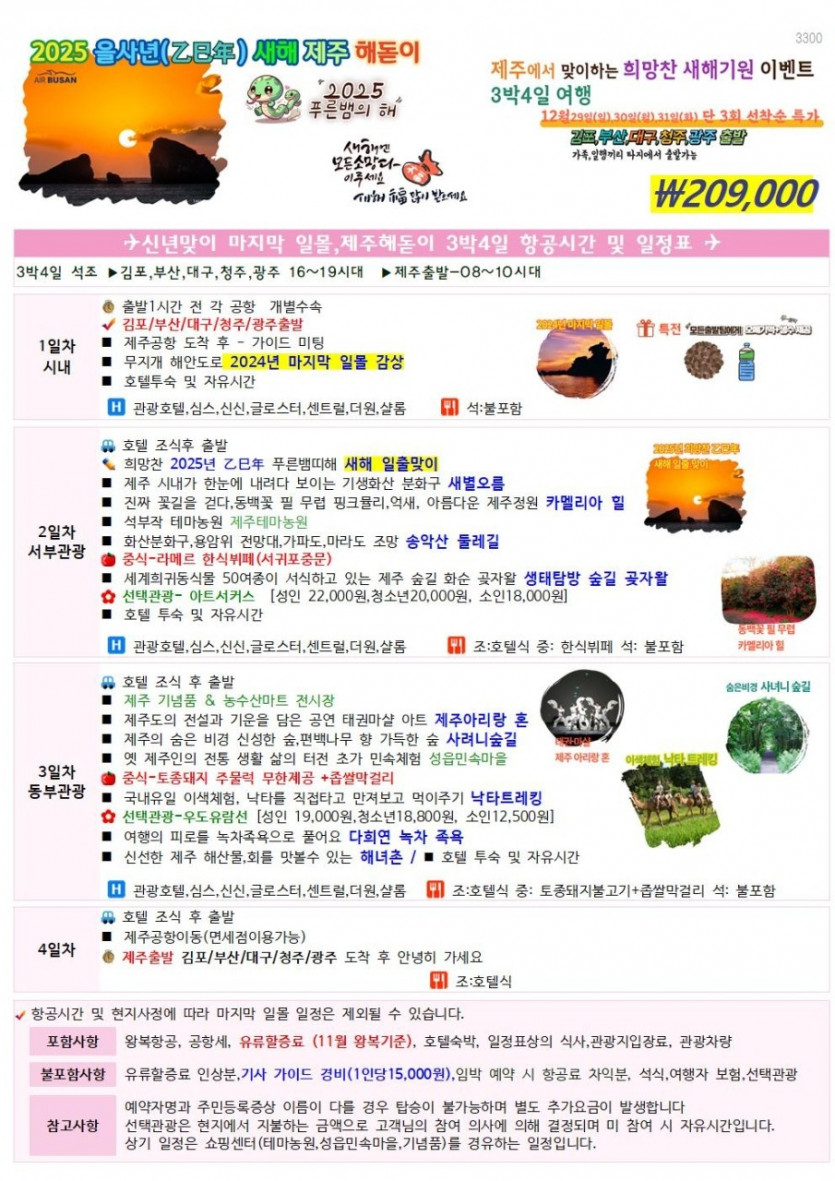 3300
2025 을사년(乙巳年) 새해 제주 해돋이
AIR BUSAN
2025
푸른뱀의 해
새해엔
모든소망 다~
이루세요
새해 福 많이 받으세요
제주에서 맞이하는 희망찬 새해기원 이벤트
3박4일 여행
12월29일(일),30일(월),31일(화) 단 3회 선착순 특가
김포,부산,대구,청주,광주 출발
가족,일행끼리 타지에서 출발가능
₩209,000
✈신년맞이 마지막 일몰,제주해돋이 3박4일 항공시간 및 일정표 ✈
3박4일 석조 ▶김포,부산,대구,청주,광주 16~19시대 ▶제주출발-08~10시대
1일차
시내
출발1시간 전 각 공항 개별수속
김포/부산/대구/청주/광주출발
■ 제주공항 도착 후 - 가이드 미팅
■ 무지개 해안도로 2024년 마지막 일몰 감상
■ 호텔투숙 및 자유시간
H 관광호텔,심스,신신,글로스터,센트럴,더원,샬롬 석:불포함
2024년 마지막 일몰
특전 모든출발팀에게
2일차
서부관광
호텔 조식후 출발
희망찬 2025년 乙巳年 푸른뱀띠해 새해 일출맞이
■ 제주 시내가 한눈에 내려다 보이는 기생화산 분화구 새별오름
■ 진짜 꽃길을 걷다,동백꽃 필 무렵 핑크뮬리,억새, 아름다운 제주정원 카멜리아 힐
■ 석부작 테마농원 제주테마농원
■ 화산분화구,용암위 전망대,가파도,마라도 조망 송악산 둘레길
중식-라메르 한식뷔페(서귀포중문)
■ 세계희귀동식물 50여종이 서식하고 있는 제주 숲길 화순 곶자왈 생태탐방 숲길 곶자왈
선택관광- 아트서커스 [성인 22,000원,청소년20,000원, 소인18,000원]
■ 호텔 투숙 및 자유시간
H 관광호텔,심스,신신,글로스터,센트럴,더원,샬롬 조:호텔식 중: 한식뷔페 석: 불포함
2025년 희망찬 乙巳年
새해 일출 맞이
동백꽃 필 무렵
카멜리아 힐
3일차
동부관광
호텔 조식 후 출발
■ 제주 기념품 & 농수산마트 전시장
■ 제주도의 전설과 기운을 담은 공연 태권마샬 아트 제주아리랑 혼
■ 제주의 숨은 비경 신성한 숲,편백나무 향 가득한 숲 사려니숲길
■ 옛 제주인의 전통 생활 삶의 터전 초가 민속체험 성읍민속마을
중식-토종돼지 주물럭 무한제공 +좁쌀막걸리
■ 국내유일 이색체험, 낙타를 직접타고 만져보고 먹이주기 낙타트레킹
선택관광-우도유람선 [성인 19,000원,청소년18,800원, 소인12,500원]
■ 여행의 피로를 녹차족욕으로 풀어요 다희연 녹차 족욕
■ 신선한 제주 해산물,회를 맛볼수 있는 해녀촌 / ■ 호텔 투숙 및 자유시간
H 관광호텔,심스,신신,글로스터,센트럴,더원,샬롬 조:호텔식 중: 토종돼지불고기+좁쌀막걸리 석: 불포함
태권마샬
제주 아리랑 혼
숨은비경 사려니 숲길
이색체험, 낙타 트레킹
4일차
호텔 조식 후 출발
■ 제주공항이동(면세점이용가능)
제주출발 김포/부산/대구/청주/광주 도착 후 안녕히 가세요
조:호텔식
항공시간 및 현지사정에 따라 마지막 일몰 일정은 제외될 수 있습니다.
포함사항
왕복항공, 공항세, 유류할증료 (11월 왕복기준), 호텔숙박, 일정표상의 식사,관광지입장료, 관광차량
불포함사항
유류할증료 인상분,기사 가이드 경비(1인당15,000원),임박 예약 시 항공료 차익분, 석식,여행자 보험,선택관광
참고사항
예약자명과 주민등록증상 이름이 다를 경우 탑승이 불가능하며 별도 추가요금이 발생합니다
선택관광은 현지에서 지불하는 금액으로 고객님의 참여 의사에 의해 결정되며 미 참여 시 자유시간입니다.
상기 일정은 쇼핑센터(테마농원,성읍민속마을,기념품)를 경유하는 일정입니다.